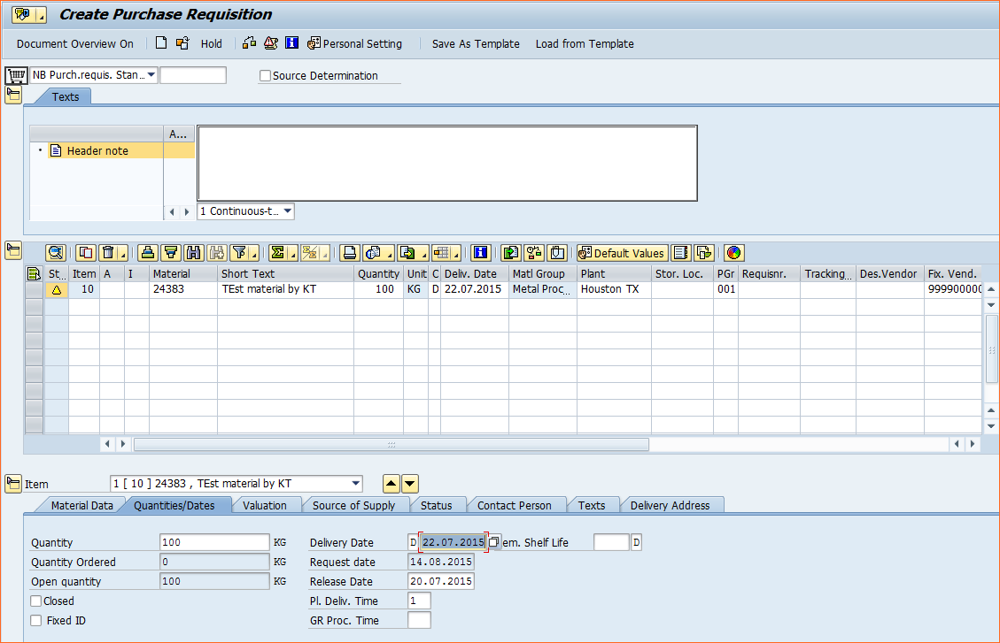 Create Purchase Requisition
Document Overview On Hold Personal Setting Save As Template Load from Template
NB Purch.requis. Stan... Source Determination
Texts
A...
Header note
1 Continuous-t...
Default Values
St.. Item A I Material Short Text Quantity Unit C Deliv. Date Matl Group Plant Stor. Loc. PGr Requisnr. Tracking... Des.Vendor Fix. Vend.
10 24383 TEst material by KT 100 KG D 22.07.2015 Metal Proc... Houston TX 001 999900000
Item 1 [ 10 ] 24383 , TEst material by KT
Material Data Quantities/Dates Valuation Source of Supply Status Contact Person Texts Delivery Address
Quantity 100 KG Delivery Date D 22.07.2015 em. Shelf Life D
Quantity Ordered 0 KG Request date 14.08.2015
Open quantity 100 KG Release Date 20.07.2015
Closed Pl. Deliv. Time 1
Fixed ID GR Proc. Time